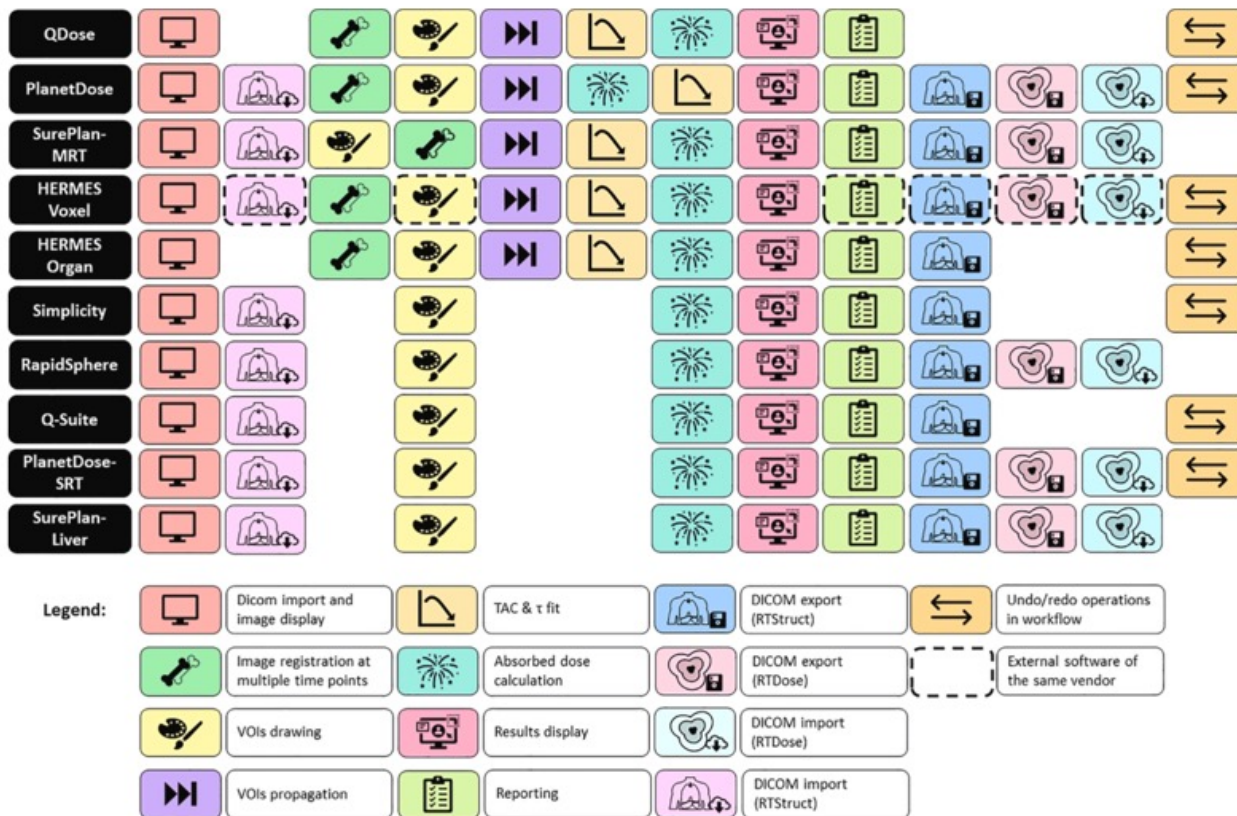 QDose
PlanetDose
SurePlan-
MRT
HERMES
Voxel
HERMES
Organ
Simplicity
RapidSphere
Q-Suite
PlanetDose-
SRT
SurePlan-
Liver
Legend:
Dicom import and
image display
TAC & τ fit
DICOM export
(RTStruct)
Undo/redo operations
in workflow
Image registration at
multiple time points
Absorbed dose
calculation
DICOM export
(RTDose)
External software of
the same vendor
VOIs drawing
Results display
DICOM import
(RTDose)
VOIs propagation
Reporting
DICOM import
(RTStruct)